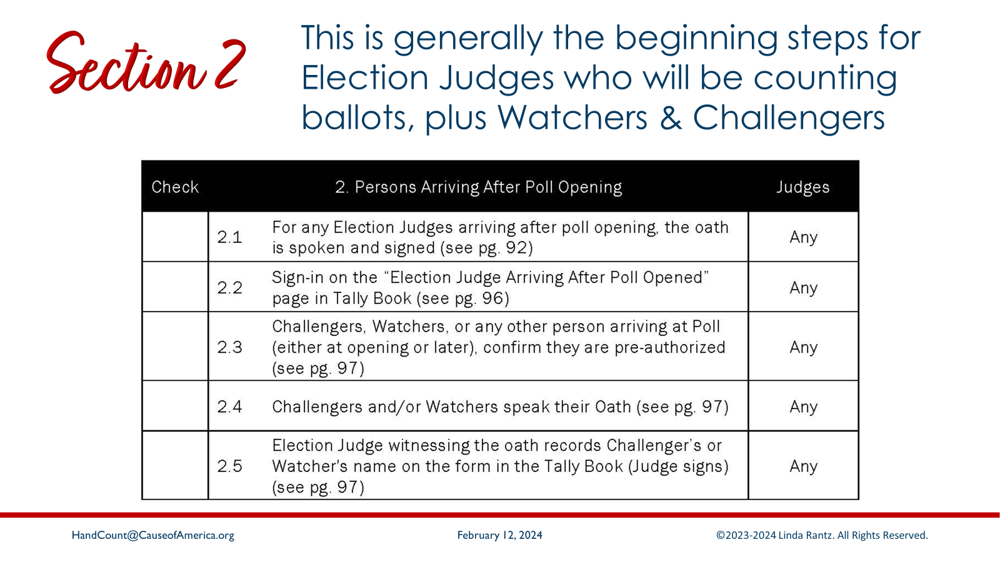 Section 2
This is generally the beginning steps for
Election Judges who will be counting
ballots, plus Watchers & Challengers
Check 2. Persons Arriving After Poll Opening Judges
For any Election Judges arriving after poll opening, the oath
2.1 Any
is spoken and signed (see pg. 92)
Sign-in on the “Election Judge Arriving After Poll Opened”
2.2 Any
page in Tally Book (see pg. 96)
Challengers, Watchers, or any other person arriving at Poll
2.3 (either at opening or later), confirm they are pre-authorized Any
(see pg. 97)
2.4 Challengers and/or Watchers speak their Oath (see pg. 97) Any
Election Judge witnessing the oath records Challenger’s or
2.5 Watcher's name on the form in the Tally Book (Judge signs) Any
(see pg. 97)
HandCount@CauseofAmerica.org February 12, 2024 ©2023-2024 Linda Rantz. All Rights Reserved.